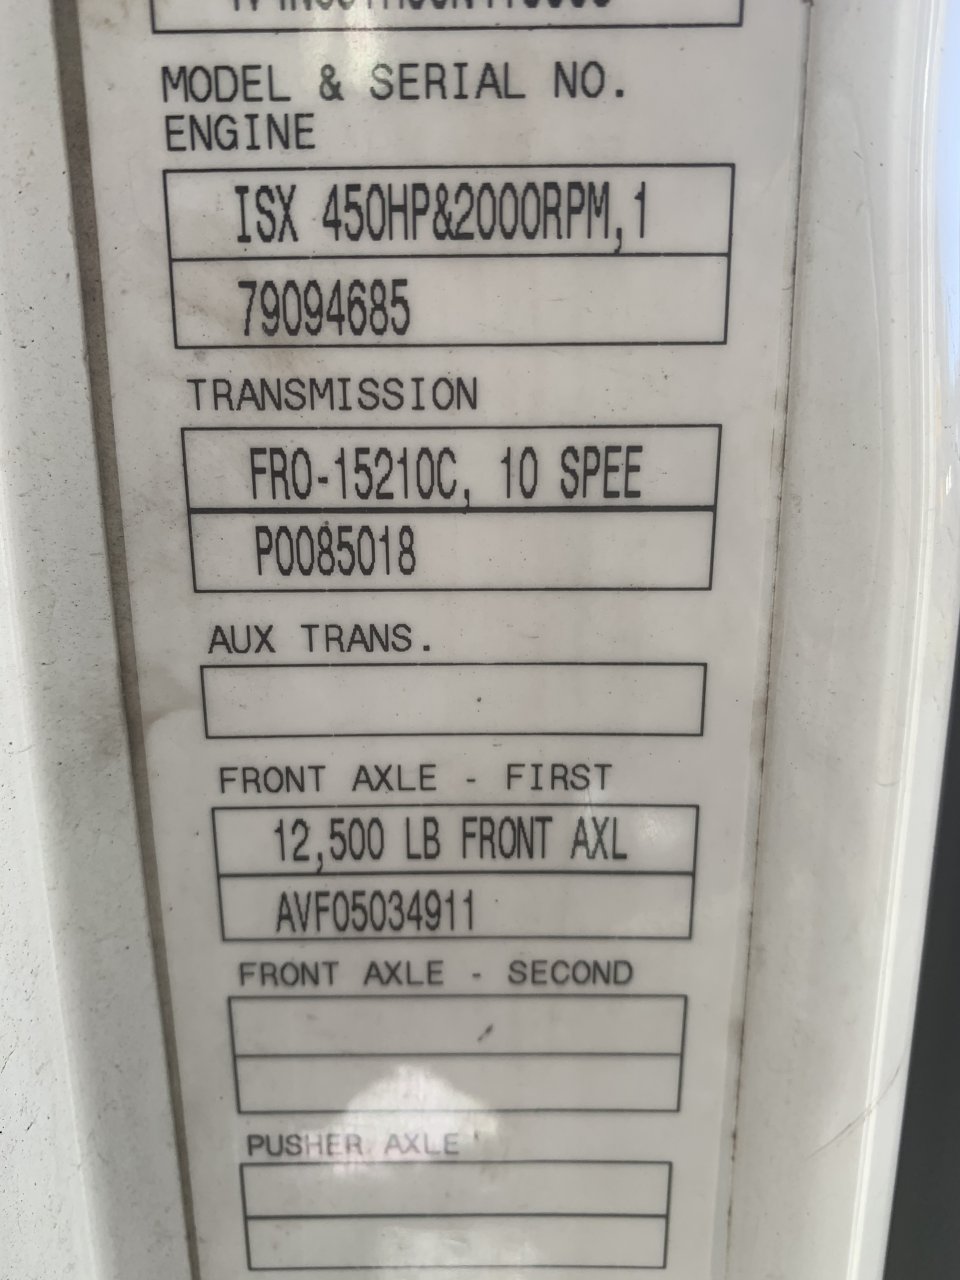 MODEL & SERIAL NO.
ENGINE
ISX 450HP&2000RPM,1
79094685
TRANSMISSION
FRO-15210C, 10 SPEE
P0085018
AUX TRANS.
FRONT AXLE - FIRST
12,500 LB FRONT AXL
AVF05034911
FRONT AXLE - SECOND
PUSHER AXLE